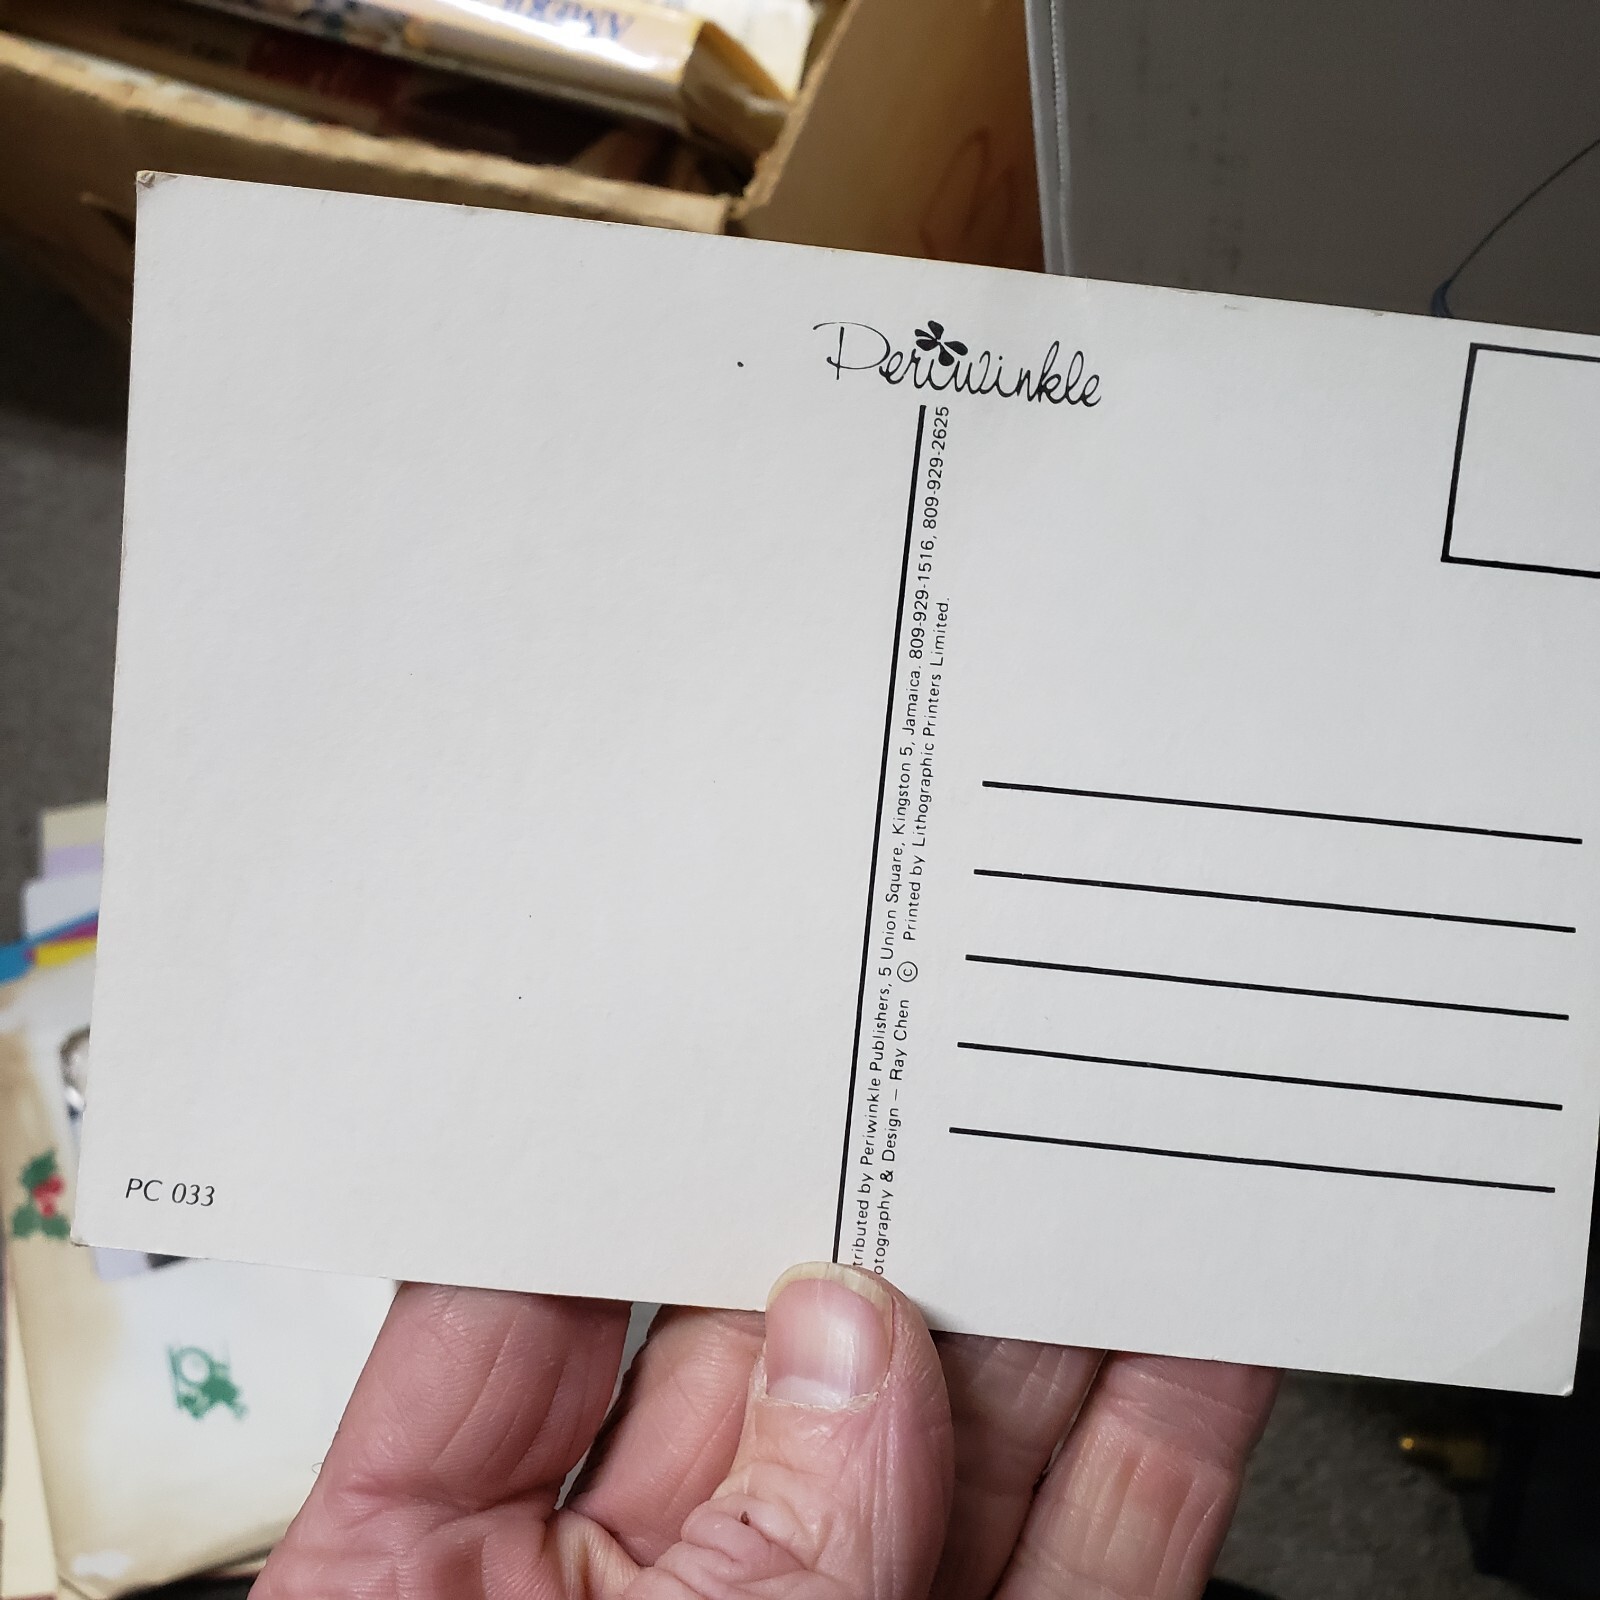 Periwinkle
tributed by Periwinkle Publishers, 5 Union Square, Kingston 5, Jamaica. 809-929-1516, 809-929-2625
otography & Design – Ray Chen © Printed by Lithographic Printers Limited.
PC 033